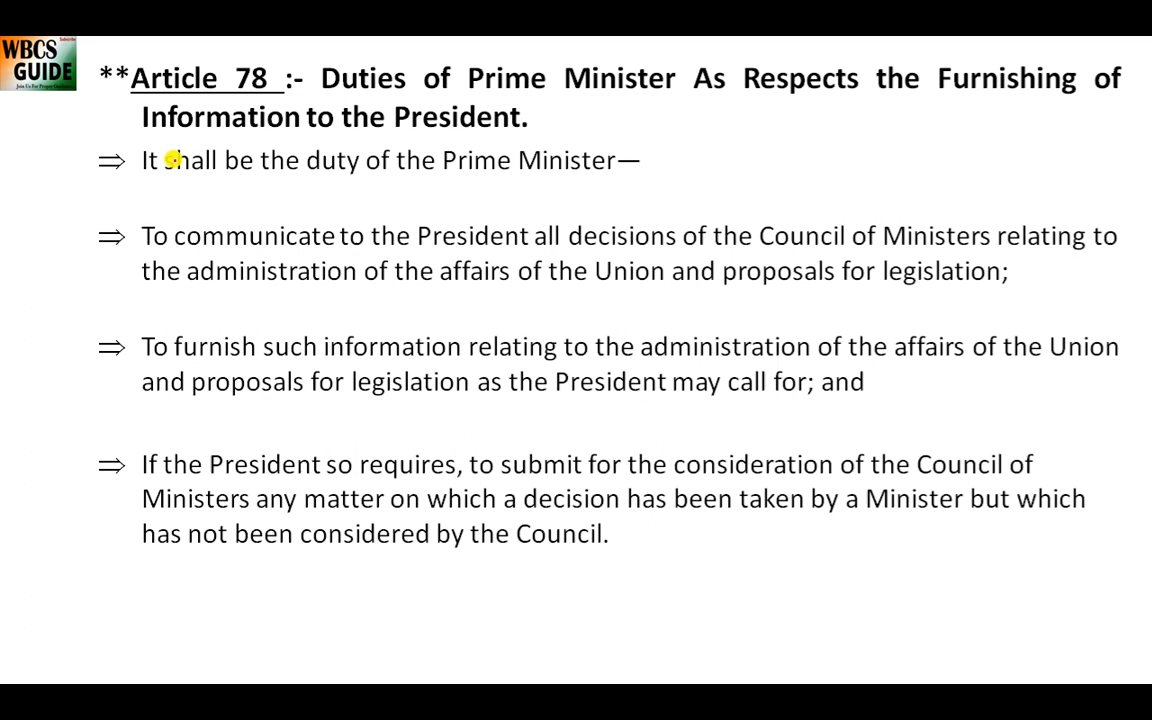 WBCS
GUIDE
**Article 78 :- Duties of Prime Minister As Respects the Furnishing of
Information to the President.
⇒ It shall be the duty of the Prime Minister—
⇒ To communicate to the President all decisions of the Council of Ministers relating to
the administration of the affairs of the Union and proposals for legislation;
⇒ To furnish such information relating to the administration of the affairs of the Union
and proposals for legislation as the President may call for; and
⇒ If the President so requires, to submit for the consideration of the Council of
Ministers any matter on which a decision has been taken by a Minister but which
has not been considered by the Council.